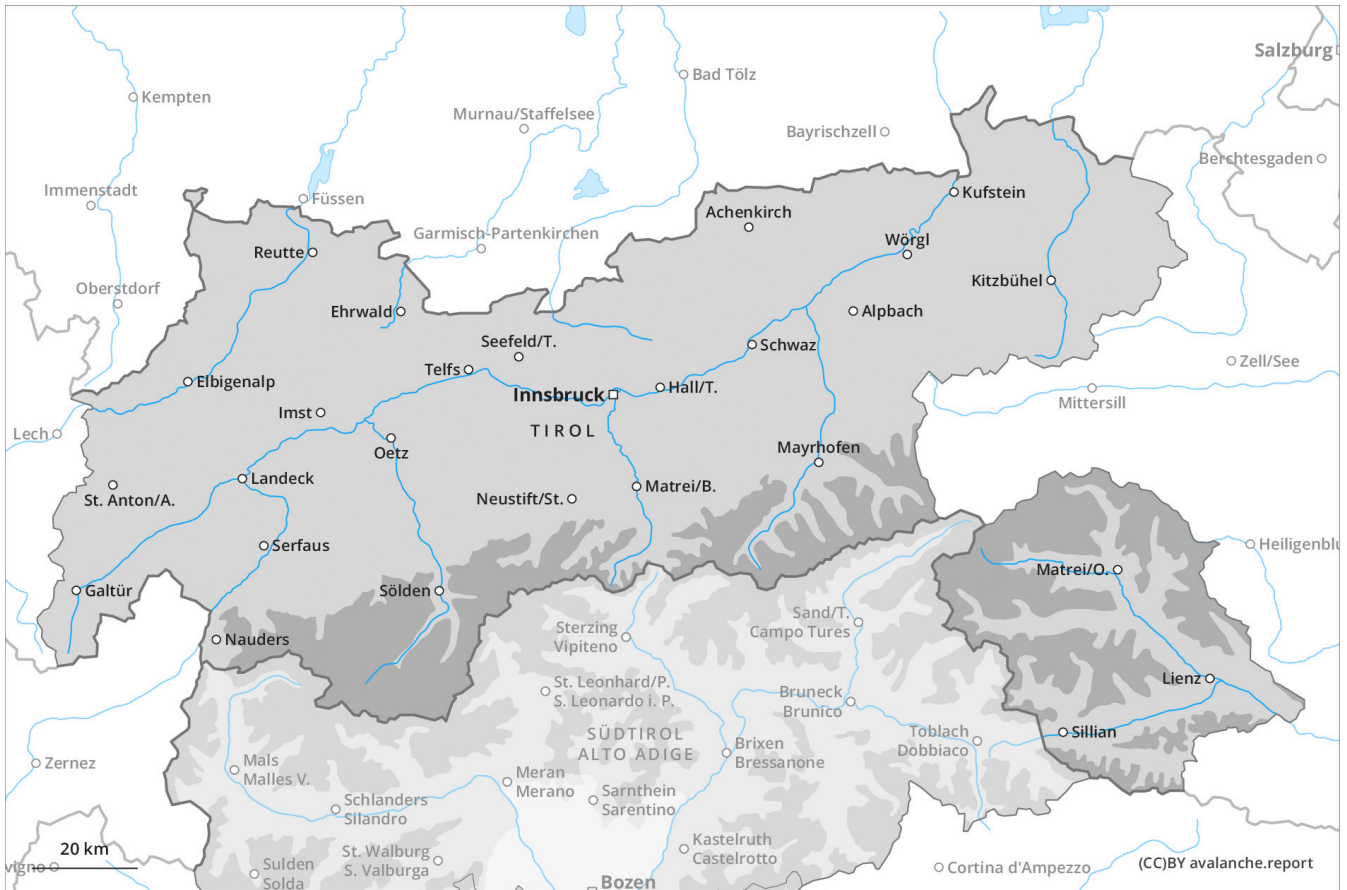 Salzburg
Bad Tölz
Kempten
Murnau/Staffelsee
Bayrischzell
Berchtesgaden
Immenstadt
Füssen
Kufstein
Achenkirch
Garmisch-Partenkirchen
Wörgl
Reutte
Kitzbühel
Oberstdorf
Ehrwald
Alpbach
Seefeld/T.
Schwaz
Zell/See
Telfs
Elbigenalp
Innsbruck
Hall/T.
Mittersill
Imst
TIROL
Lech
Oetz
Mayrhofen
Landeck
St. Anton/A.
Neustift/St.
Matrei/B.
Serfaus
Heiligenblu
Matrei/O.
Galtür
Sölden
Nauders
Sand/T.
Campo Tures
Sterzing
Vipiteno
Lienz
St. Leonhard/P.
S. Leonardo i. P.
Bruneck
Brunico
SÜDTIROL
ALTO ADIGE
Sillian
Toblach
Dobbiaco
Brixen
Bressanone
Zernez
Mals
Malles V.
Meran
Merano
Sarnthein
Sarentino
Schlanders
Silandro
Kastelruth
Castelrotto
20 km
St. Walburg
S. Valburga
vigno
Sulden
Solda
Cortina d'Ampezzo
(CC)BY avalanche.report
Bozen